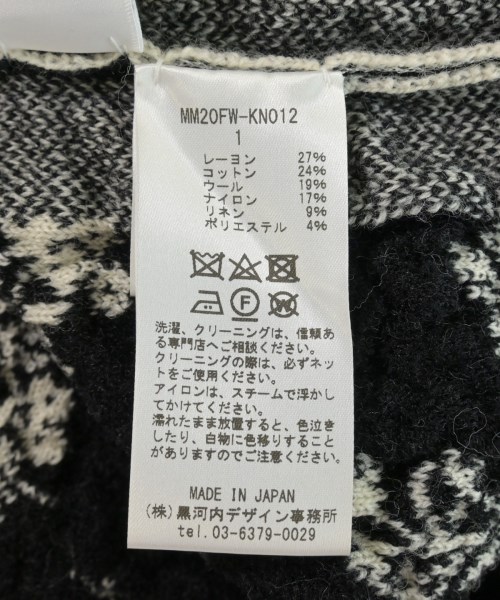 MM20FW-KN012
1
レーヨン 27%
コットン 24%
ウール 19%
ナイロン 17%
リネン 9%
ポリエステル 4%
F
W
洗濯、クリーニングは、信頼あ
る専門店へご相談ください。
クリーニングの際は、必ずネッ
トをご使用ください。
アイロンは、スチームで浮かし
てかけてください。
濡れたまま放置すると、色泣き
したり、白物に色移りすること
がありますのでご注意ください。
MADE IN JAPAN
(株)黒河内デザイン事務所
tel.03-6379-0029